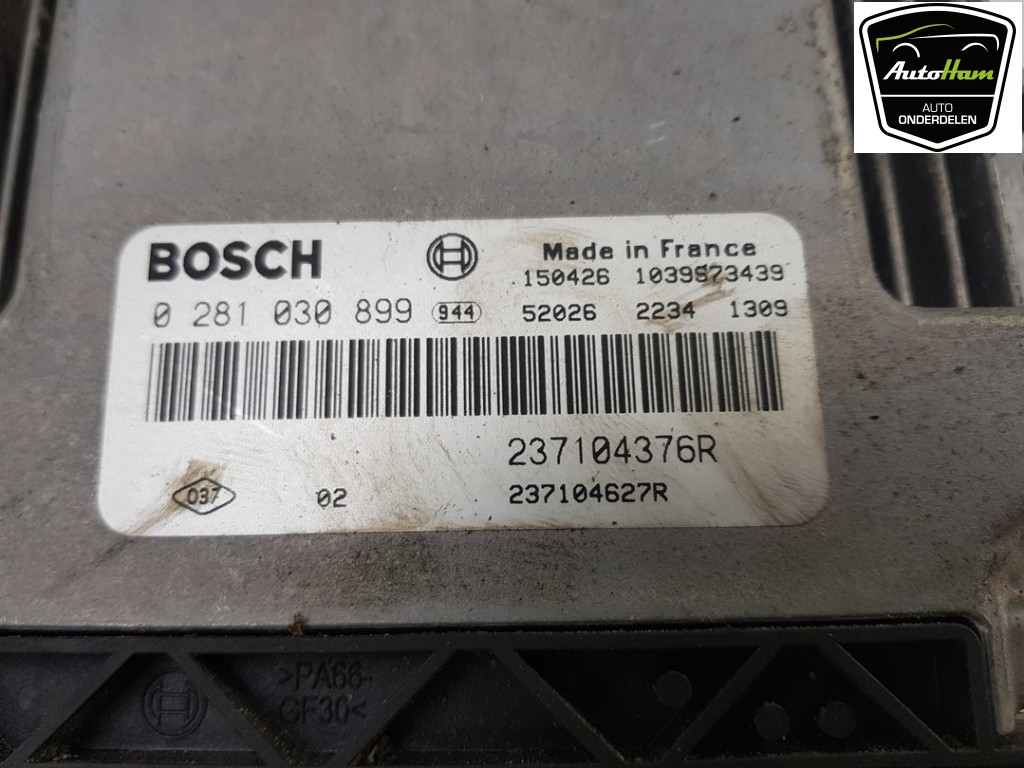 AutoHam
AUTO
ONDERDELEN
BOSCH
Made in France
150426 1039873439
0 281 030 899 944 52026 2234 1309
237104376R
037 02 237104627R
>PA66-
GF30<